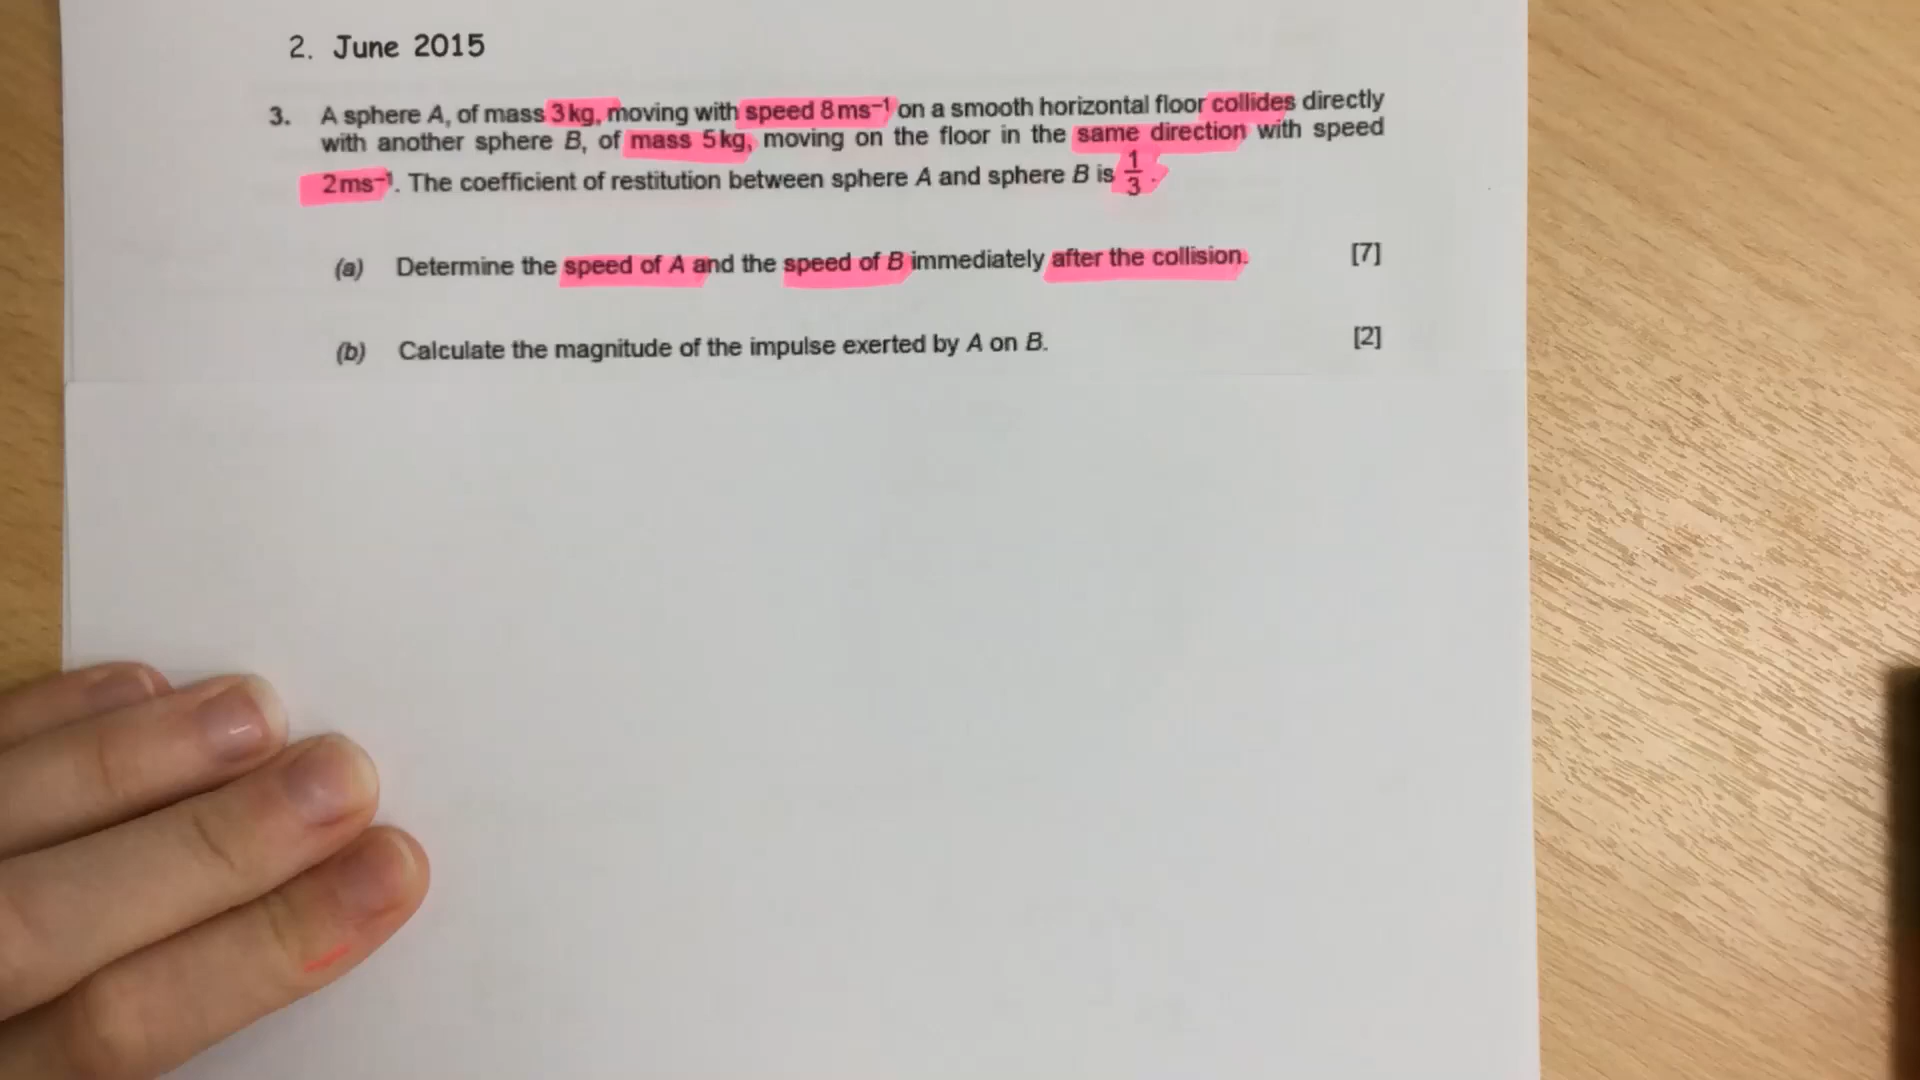 2. June 2015
3. A sphere A, of mass 3 kg, moving with speed 8 ms⁻¹ on a smooth horizontal floor collides directly
with another sphere B, of mass 5 kg, moving on the floor in the same direction with speed
2 ms⁻¹. The coefficient of restitution between sphere A and sphere B is 1/3.
(a) Determine the speed of A and the speed of B immediately after the collision. [7]
(b) Calculate the magnitude of the impulse exerted by A on B. [2]